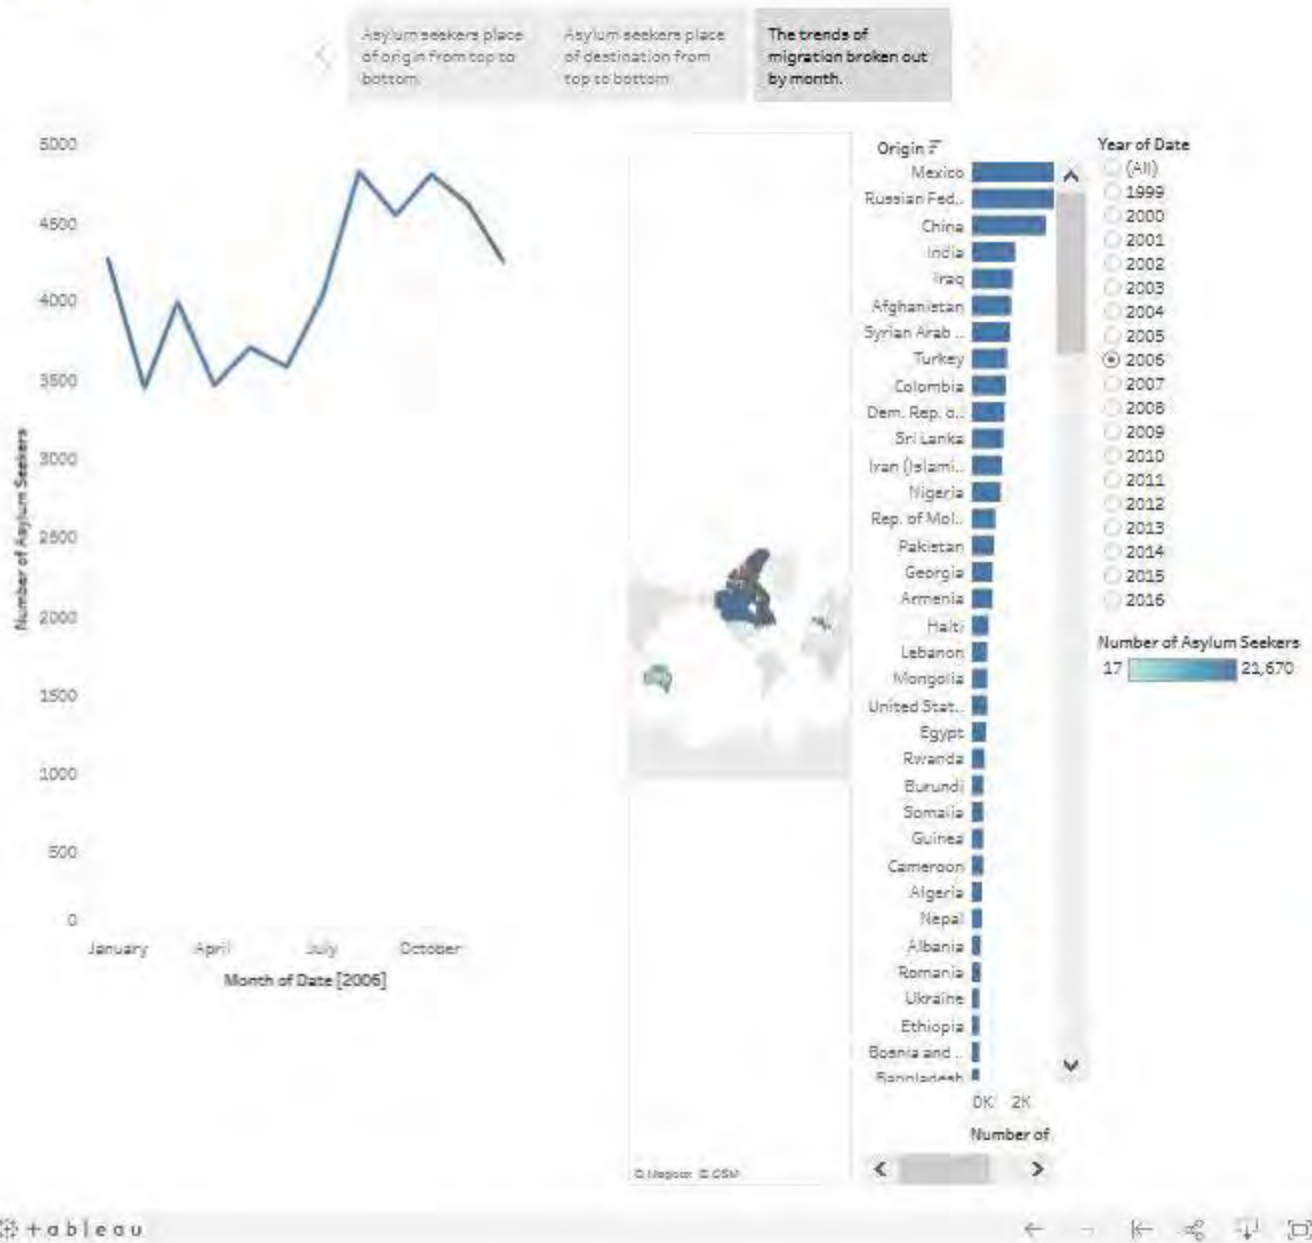 Asylum seekers place
of origin from top to
bottom.
Asylum seekers place
of destination from
top to bottom
The trends of
migration broken out
by month.
5000
4500
4000
3500
3000
2500
2000
1500
1000
500
0
Number of Asylum Seekers
January
April
July
October
Month of Date [2006]
© Mapbox © OSM
Origin
Mexico
Russian Fed..
China
India
Iraq
Afghanistan
Syrian Arab ..
Turkey
Colombia
Dem. Rep. o..
Sri Lanka
Iran (Islami..
Nigeria
Rep. of Mol..
Pakistan
Georgia
Armenia
Haiti
Lebanon
Mongolia
United Stat..
Egypt
Rwanda
Burundi
Somalia
Guinea
Cameroon
Algeria
Nepal
Albania
Romania
Ukraine
Ethiopia
Bosnia and ..
Bangladesh
0K 2K
Number of
Year of Date
(All)
1999
2000
2001
2002
2003
2004
2005
2006
2007
2008
2009
2010
2011
2012
2013
2014
2015
2016
Number of Asylum Seekers
17 21,670
+ a b l e a u